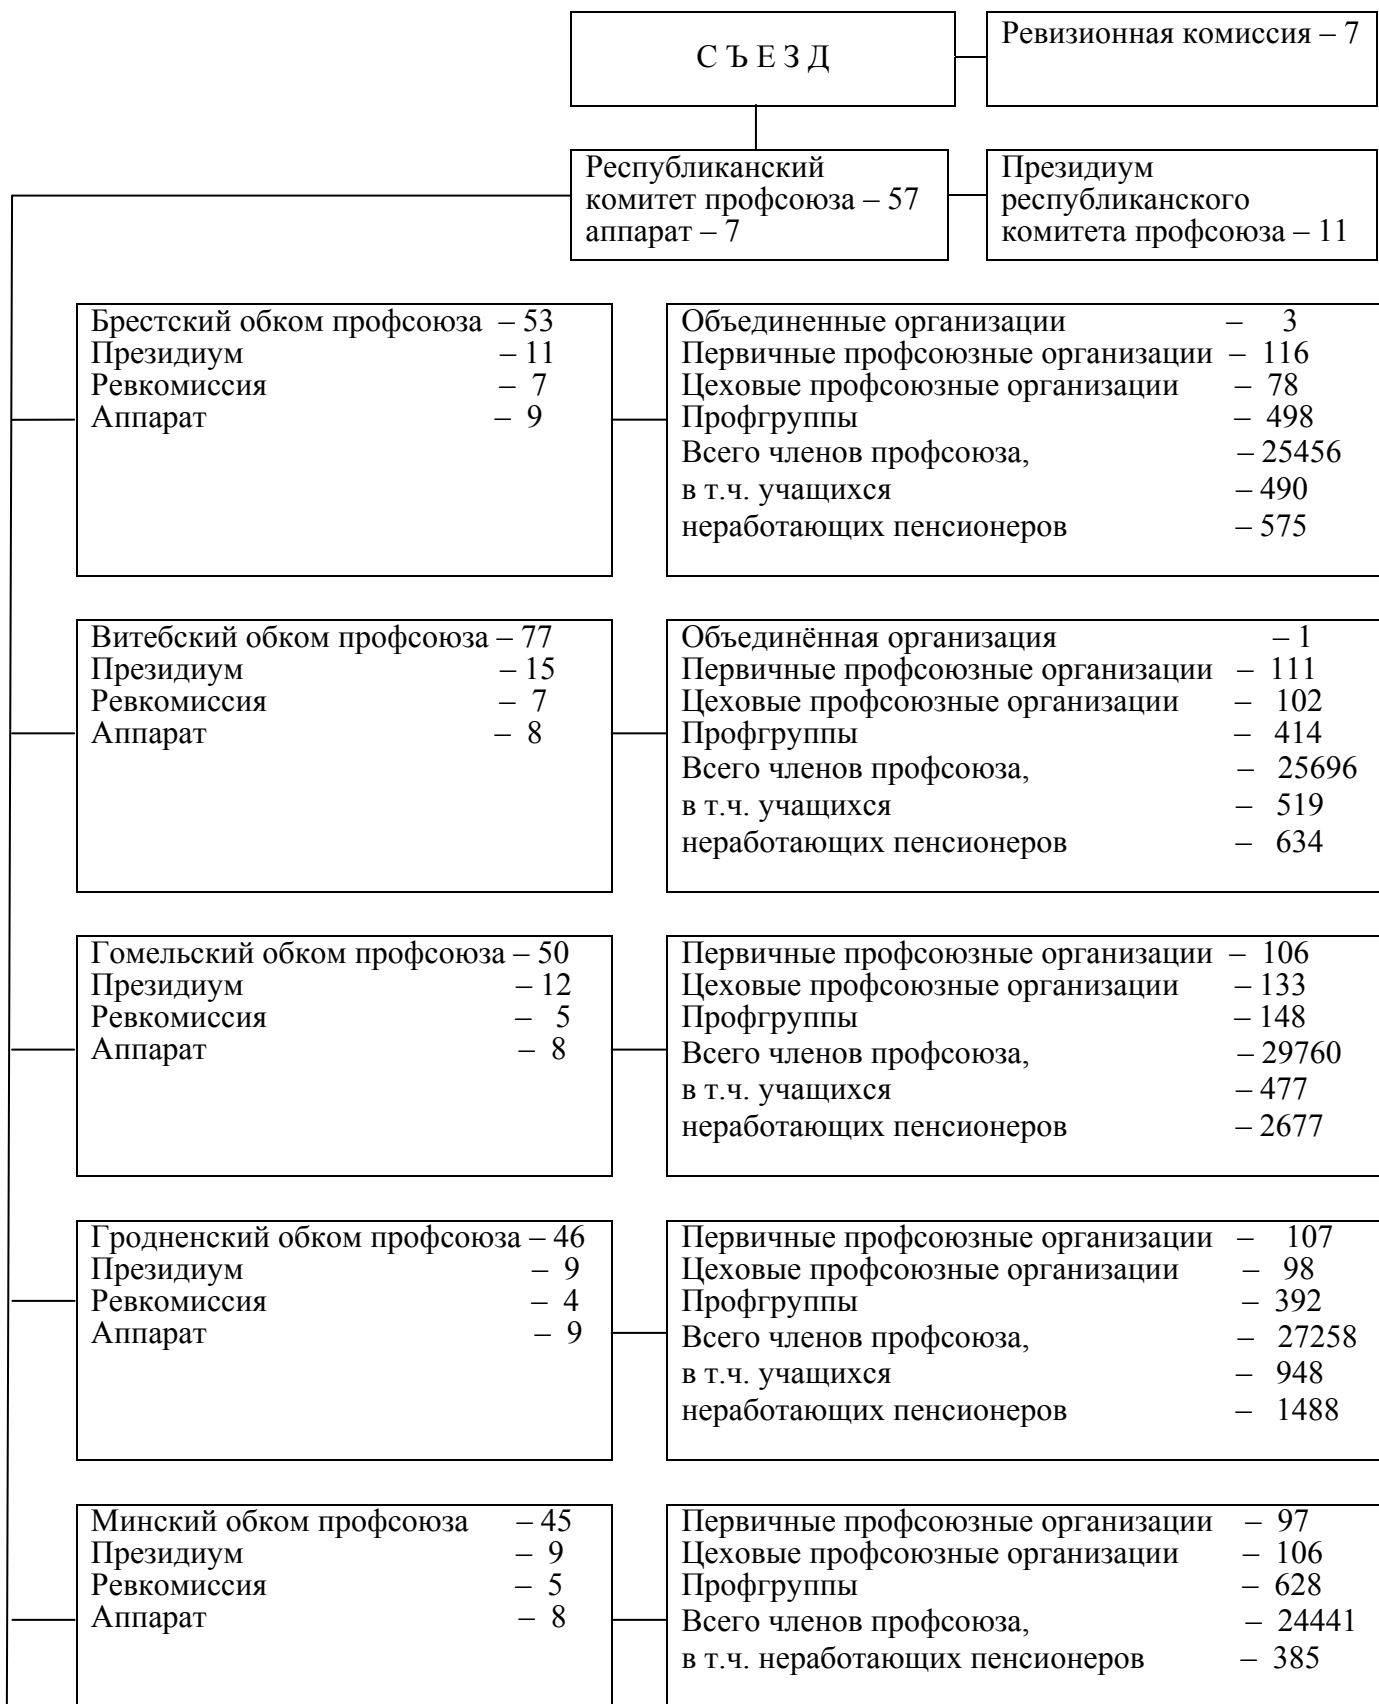 С Ъ Е З Д
Ревизионная комиссия – 7
Республиканский
комитет профсоюза – 57
аппарат – 7
Президиум
республиканского
комитета профсоюза – 11
Брестский обком профсоюза – 53
Президиум – 11
Ревкомиссия – 7
Аппарат – 9
Объединенные организации – 3
Первичные профсоюзные организации – 116
Цеховые профсоюзные организации – 78
Профгруппы – 498
Всего членов профсоюза, – 25456
в т.ч. учащихся – 490
неработающих пенсионеров – 575
Витебский обком профсоюза – 77
Президиум – 15
Ревкомиссия – 7
Аппарат – 8
Объединённая организация – 1
Первичные профсоюзные организации – 111
Цеховые профсоюзные организации – 102
Профгруппы – 414
Всего членов профсоюза, – 25696
в т.ч. учащихся – 519
неработающих пенсионеров – 634
Гомельский обком профсоюза – 50
Президиум – 12
Ревкомиссия – 5
Аппарат – 8
Первичные профсоюзные организации – 106
Цеховые профсоюзные организации – 133
Профгруппы – 148
Всего членов профсоюза, – 29760
в т.ч. учащихся – 477
неработающих пенсионеров – 2677
Гродненский обком профсоюза – 46
Президиум – 9
Ревкомиссия – 4
Аппарат – 9
Первичные профсоюзные организации – 107
Цеховые профсоюзные организации – 98
Профгруппы – 392
Всего членов профсоюза, – 27258
в т.ч. учащихся – 948
неработающих пенсионеров – 1488
Минский обком профсоюза – 45
Президиум – 9
Ревкомиссия – 5
Аппарат – 8
Первичные профсоюзные организации – 97
Цеховые профсоюзные организации – 106
Профгруппы – 628
Всего членов профсоюза, – 24441
в т.ч. неработающих пенсионеров – 385